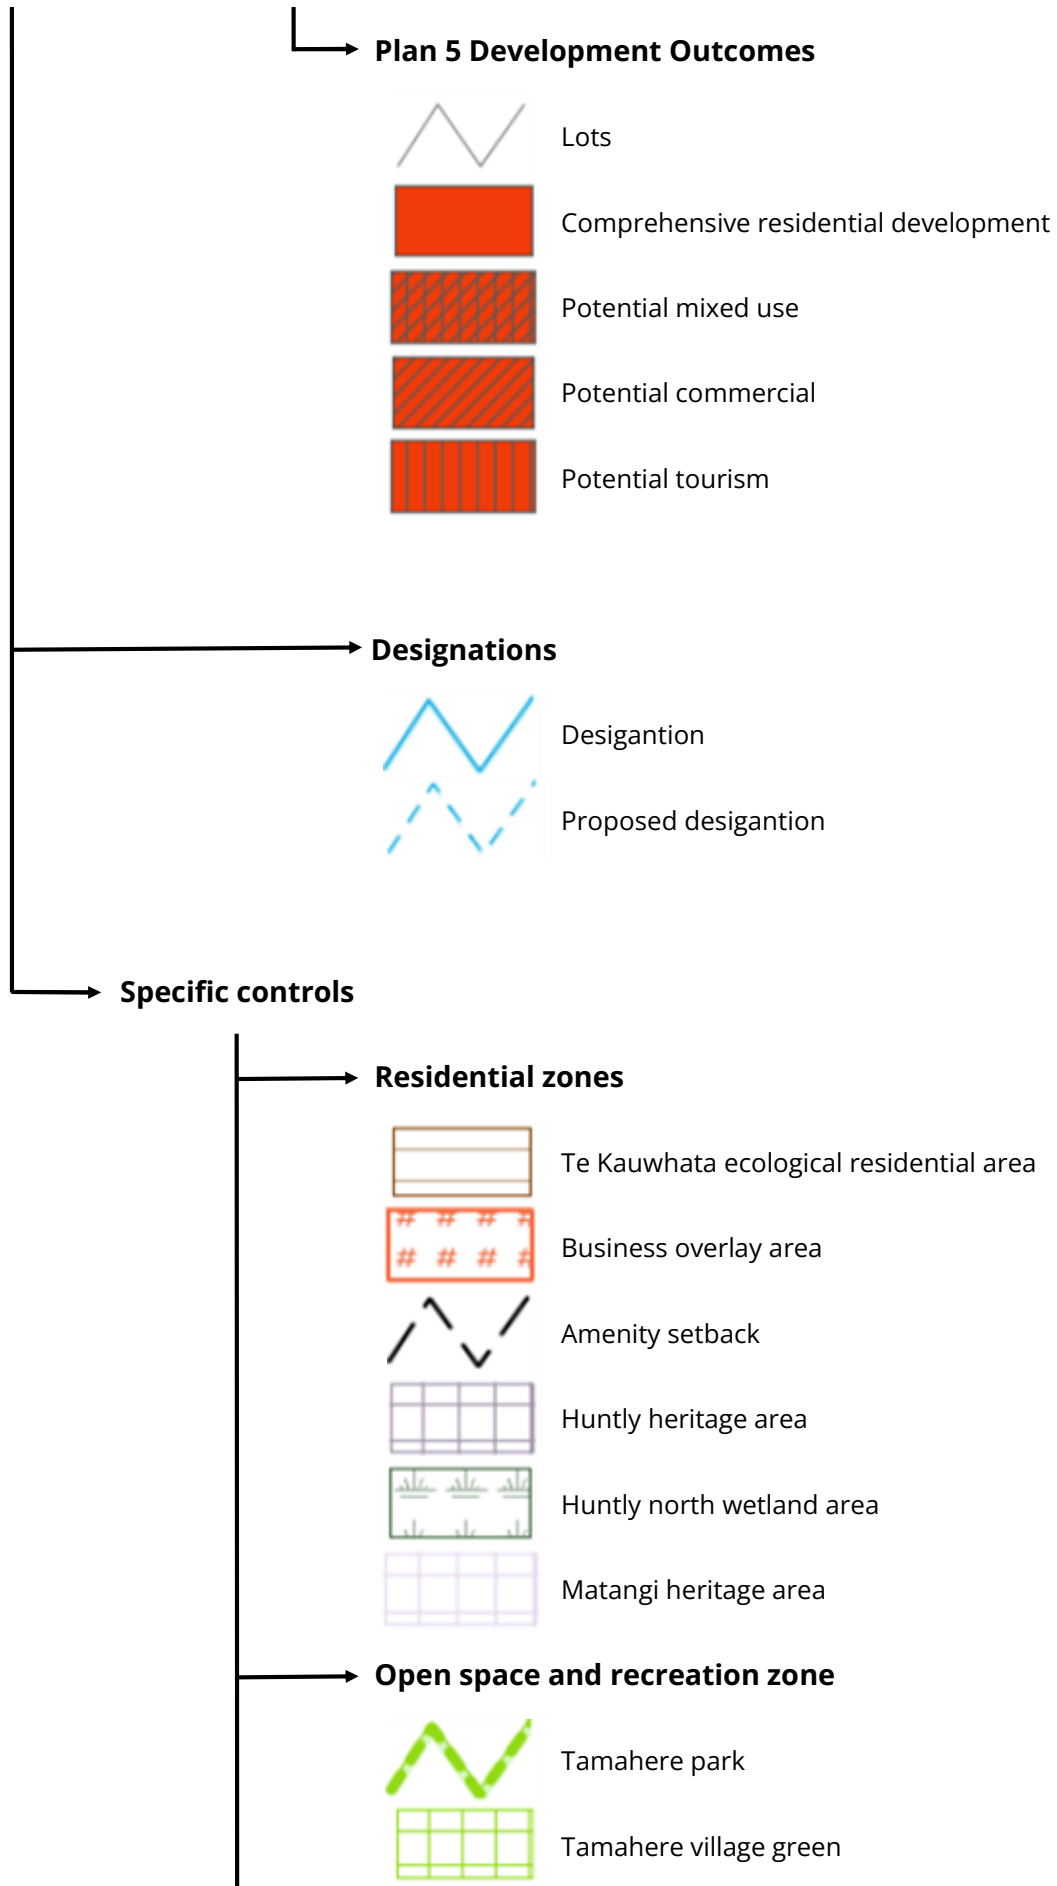 Plan 5 Development Outcomes
Lots
Comprehensive residential development
Potential mixed use
Potential commercial
Potential tourism
Designations
Desigantion
Proposed desigantion
Specific controls
Residential zones
Te Kauwhata ecological residential area
Business overlay area
Amenity setback
Huntly heritage area
Huntly north wetland area
Matangi heritage area
Open space and recreation zone
Tamahere park
Tamahere village green